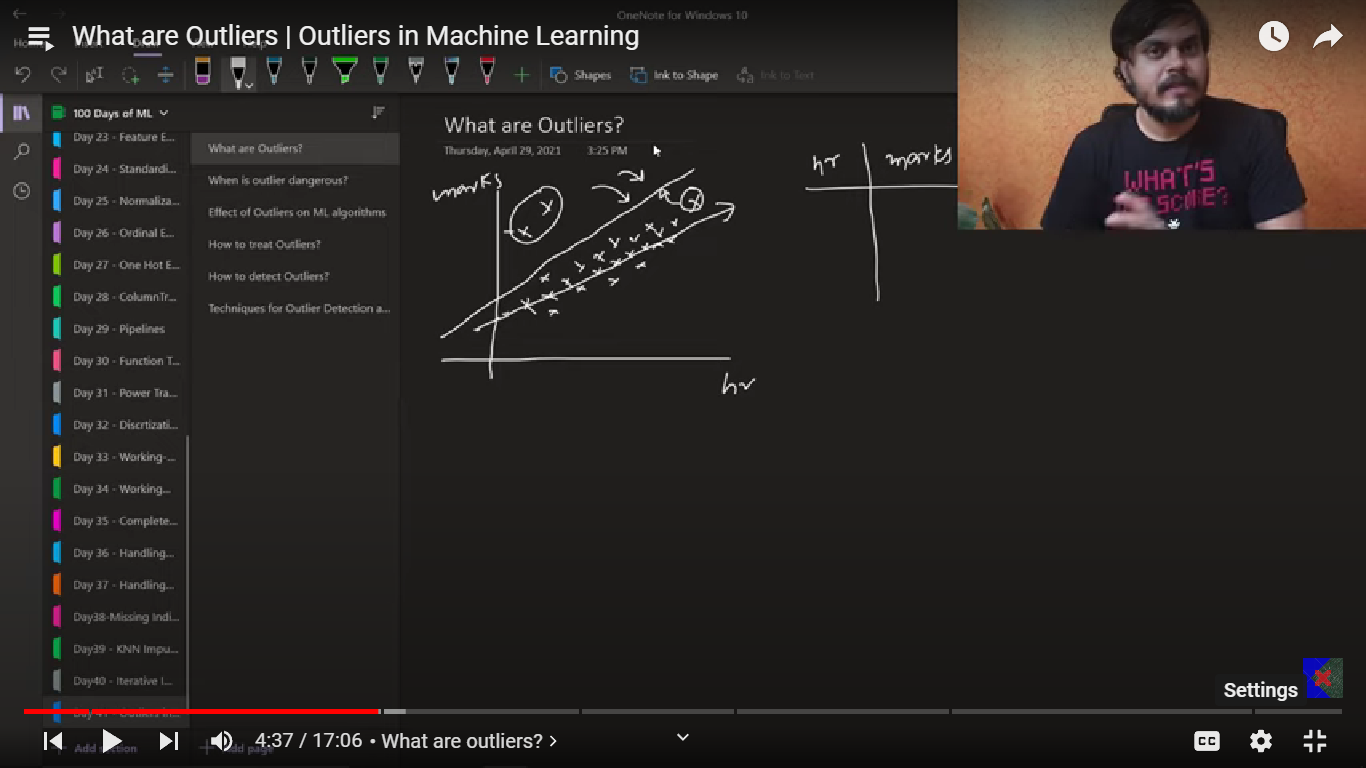 OneNote for Windows 10
What are Outliers | Outliers in Machine Learning
Shapes
Ink to Shape
Ink to Text
100 Days of ML
Day 23 - Feature E...
Day 24 - Standardi...
Day 25 - Normaliza...
Day 26 - Ordinal E...
Day 27 - One Hot E...
Day 28 - ColumnTr...
Day 29 - Pipelines
Day 30 - Function T...
Day 31 - Power Tra...
Day 32 - Discrtizati...
Day 33 - Working-...
Day 34 - Working...
Day 35 - Complete...
Day 36 - Handling...
Day 37 - Handling...
Day38-Missing Indi...
Day39 - KNN Impu...
Day40 - Iterative I...
Add section
Add page
What are Outliers?
When is outlier dangerous?
Effect of Outliers on ML algorithms
How to treat Outliers?
How to detect Outliers?
Techniques for Outlier Detection a...
What are Outliers?
Thursday, April 29, 2021 3:25 PM
marks
hr
hr marks
WHAT'S
Settings
4:37 / 17:06 • What are outliers? >
CC